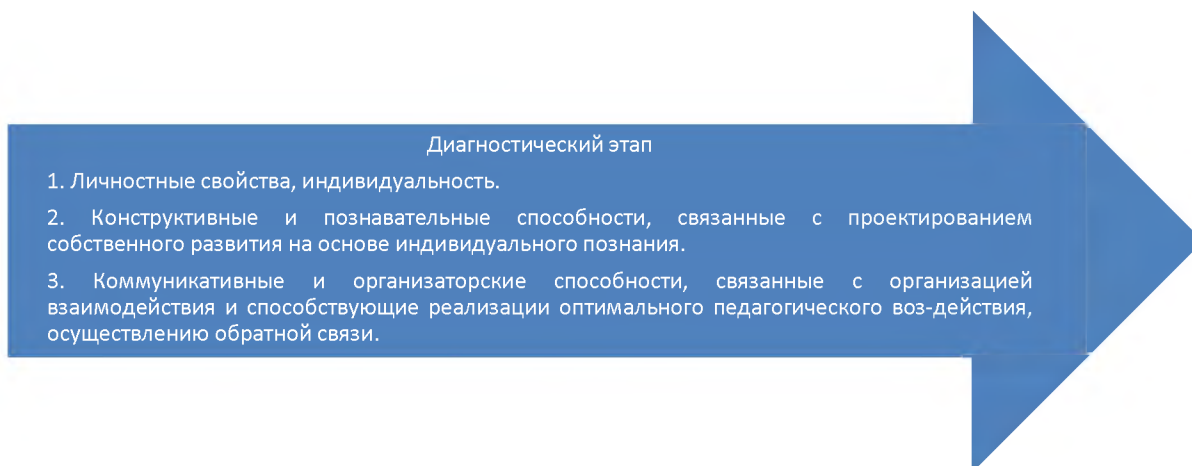 Диагностический этап
1. Личностные свойства, индивидуальность.
2. Конструктивные и познавательные способности, связанные с проектированием
собственного развития на основе индивидуального познания.
3. Коммуникативные и организаторские способности, связанные с организацией
взаимодействия и способствующие реализации оптимального педагогического воз-действия,
осуществлению обратной связи.